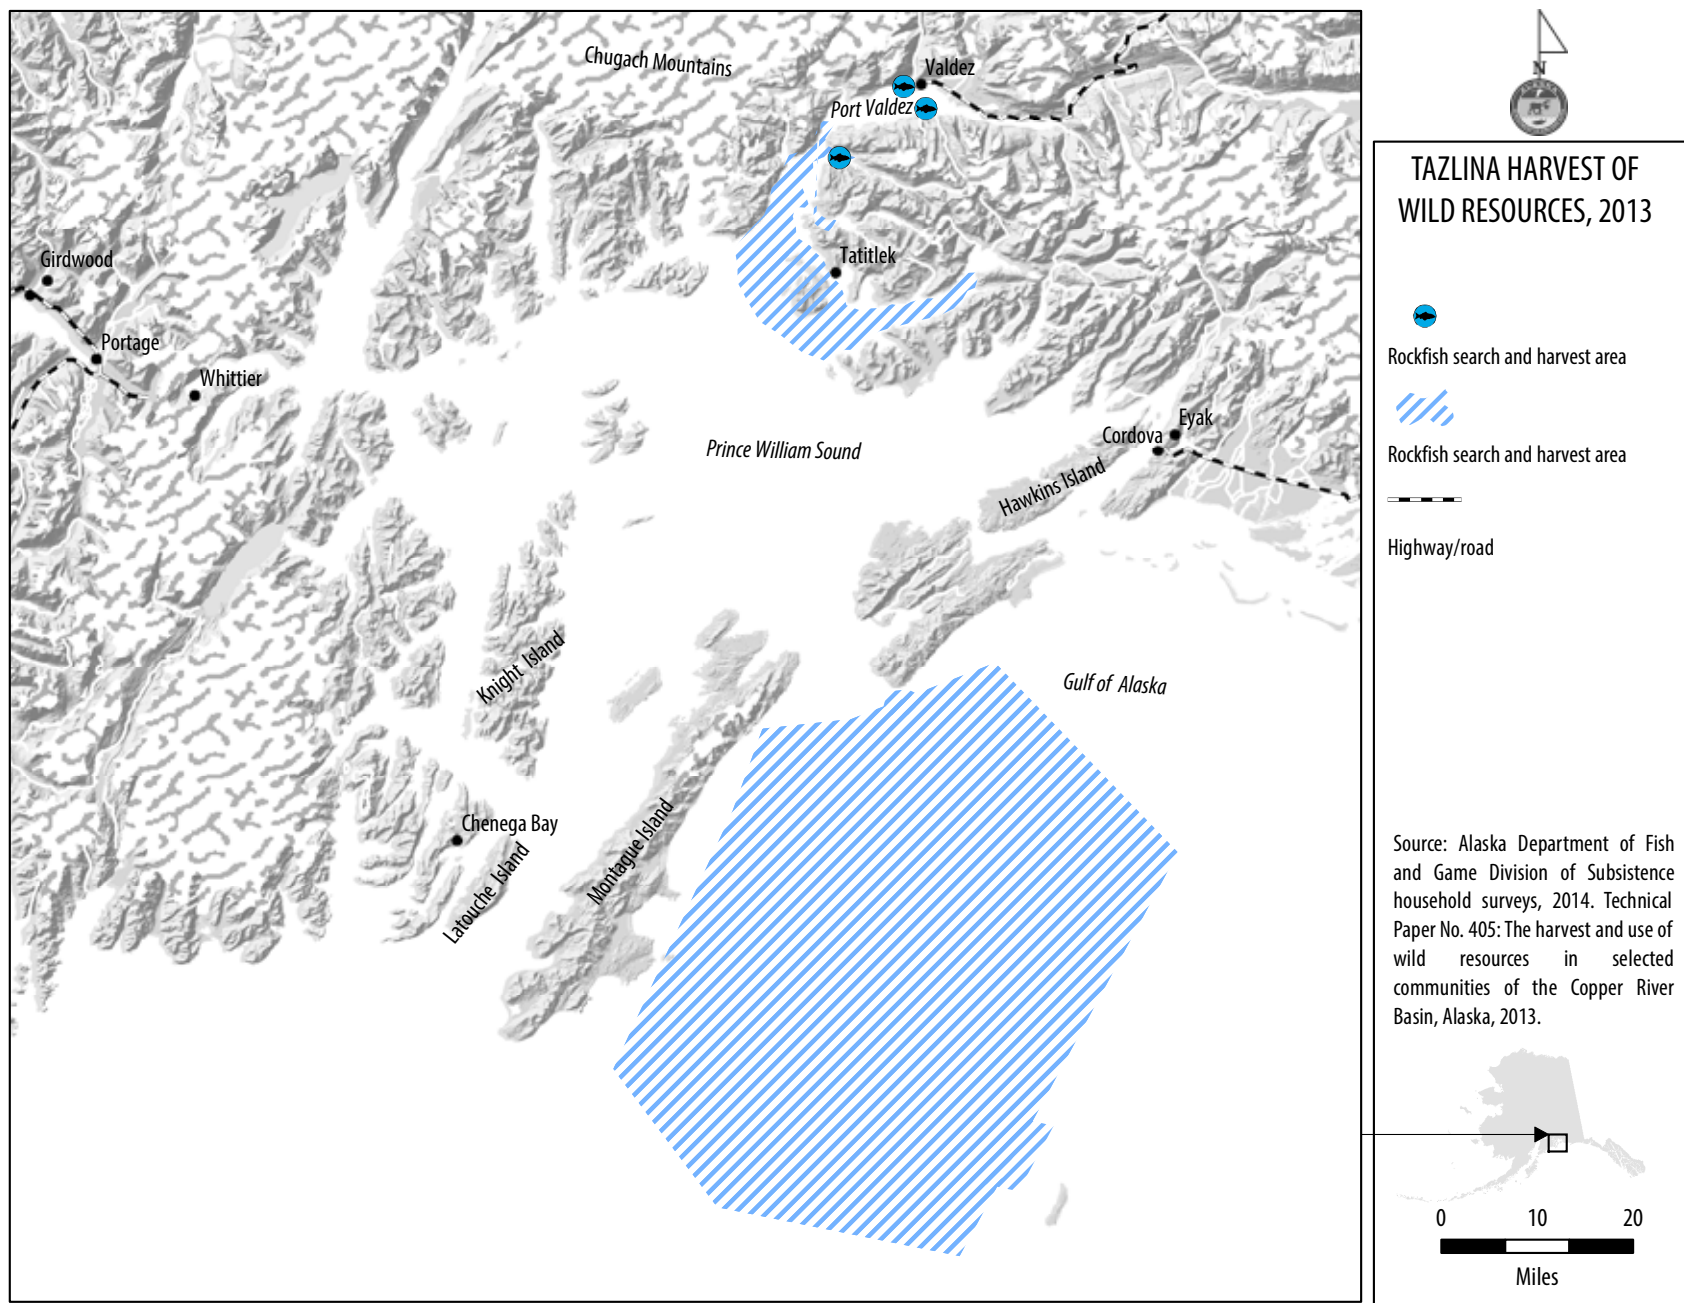 Chugach Mountains
Valdez
Port Valdez
Girdwood
Tatitlek
Portage
Whittier
Eyak
Cordova
Prince William Sound
Hawkins Island
Knight Island
Gulf of Alaska
Chenega Bay
Latouche Island
Montague Island
N
TAZLINA HARVEST OF
WILD RESOURCES, 2013
Rockfish search and harvest area
Rockfish search and harvest area
Highway/road
Source: Alaska Department of Fish
and Game Division of Subsistence
household surveys, 2014. Technical
Paper No. 405: The harvest and use of
wild resources in selected
communities of the Copper River
Basin, Alaska, 2013.
0 10 20
Miles